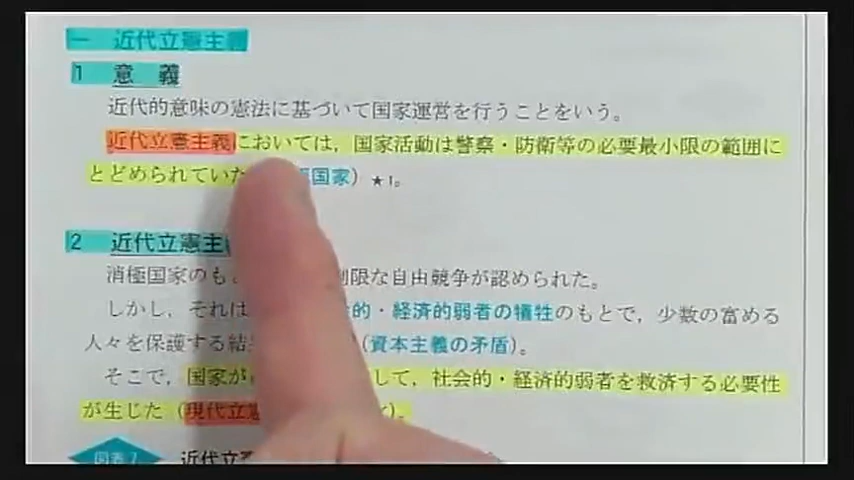 一 近代立憲主義
1 意 義
近代的意味の憲法に基づいて国家運営を行うことをいう。
近代立憲主義においては，国家活動は警察・防衛等の必要最小限の範囲に
とどめられていた 国家）★1。
2 近代立憲主
消極国家のも 制限な自由競争が認められた。
しかし，それは 的・経済的弱者の犠牲のもとで，少数の富める
人々を保護する結 （資本主義の矛盾）。
そこで，国家が して，社会的・経済的弱者を救済する必要性
が生じた（現代立憲 ）。
図表7 近代立憲